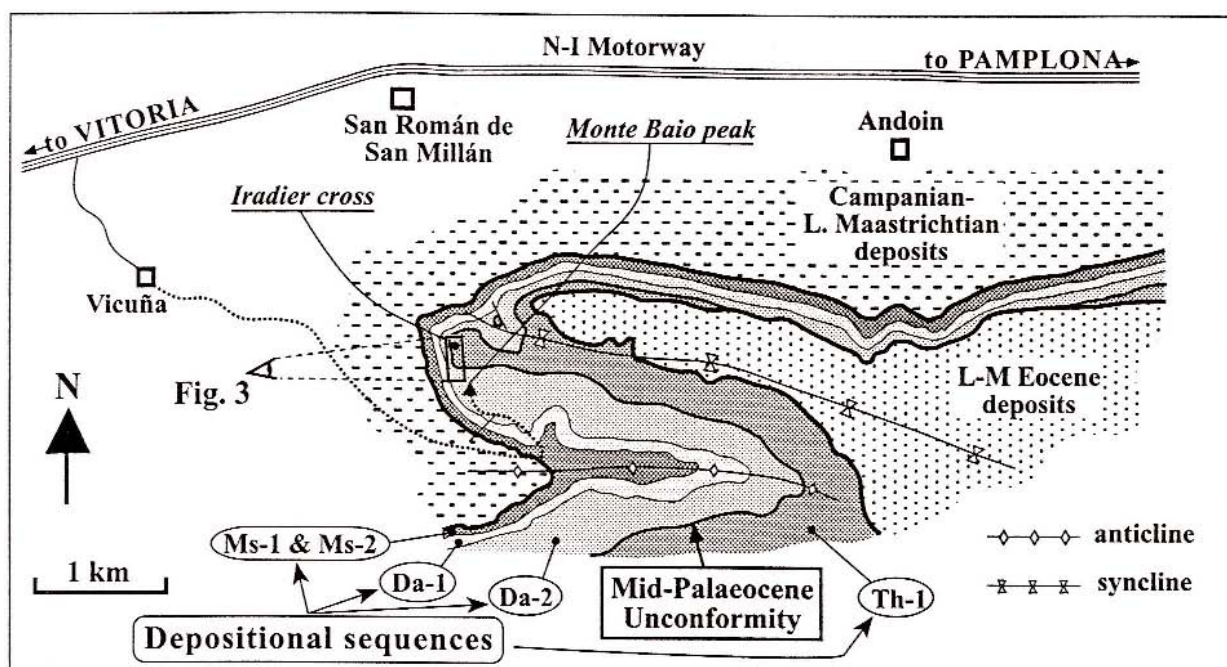 N-I Motorway
to PAMPLONA
to VITORIA
San Román de
San Millán
Monte Baio peak
Andoin
Iradier cross
Campanian-
L. Maastrichtian
deposits
Vicuña
N
Fig. 3
L-M Eocene
deposits
Ms-1 & Ms-2
anticline
1 km
Da-1
Da-2
Mid-Palaeocene
Unconformity
Th-1
syncline
Depositional sequences